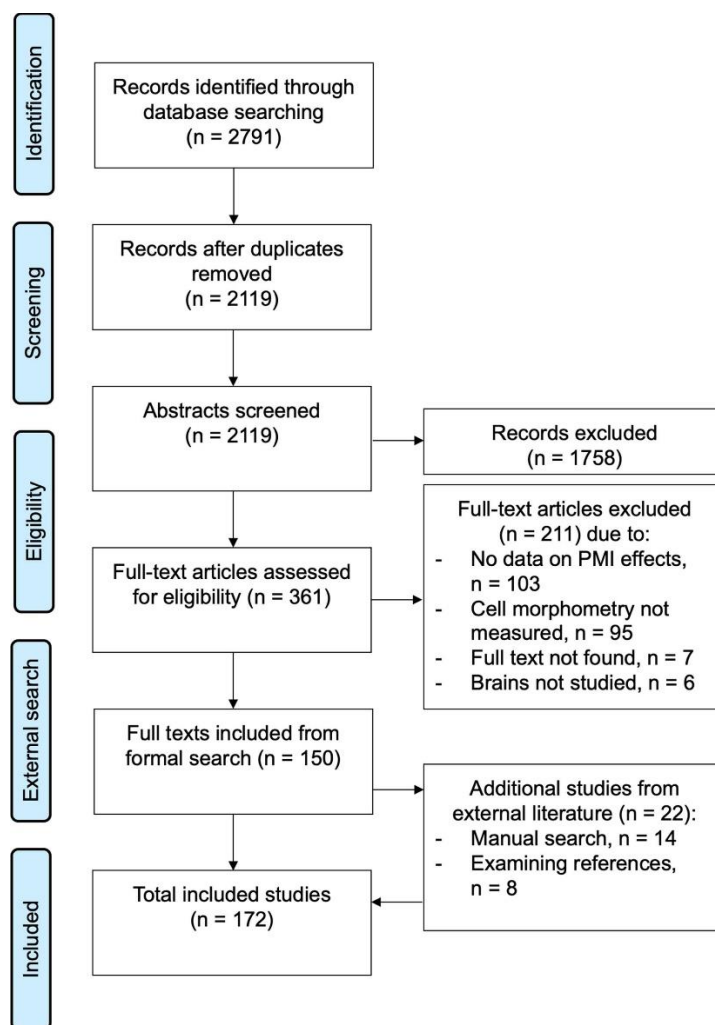 Identification
Records identified through
database searching
(n = 2791)
Screening
Records after duplicates
removed
(n = 2119)
Abstracts screened
(n = 2119)
Records excluded
(n = 1758)
Eligibility
Full-text articles assessed
for eligibility (n = 361)
Full-text articles excluded
(n = 211) due to:
- No data on PMI effects,
n = 103
- Cell morphometry not
measured, n = 95
- Full text not found, n = 7
- Brains not studied, n = 6
External search
Full texts included from
formal search (n = 150)
Additional studies from
external literature (n = 22):
- Manual search, n = 14
- Examining references,
n = 8
Included
Total included studies
(n = 172)